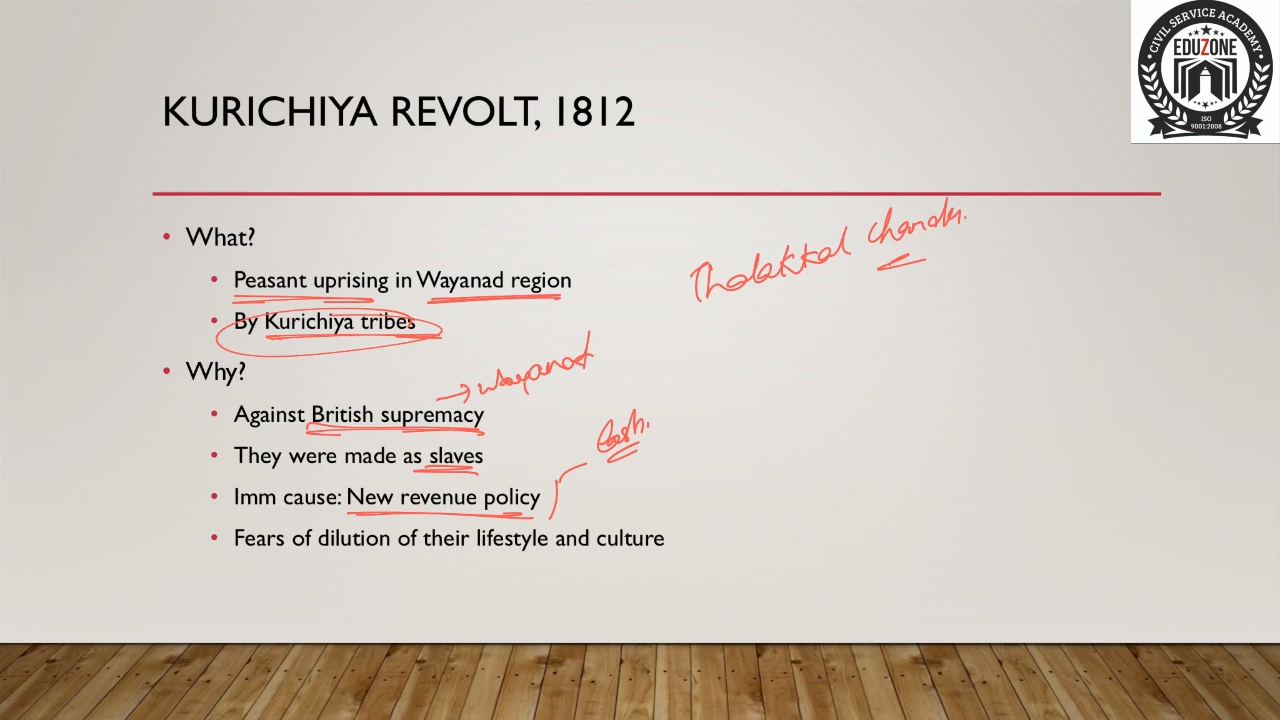 CIVIL SERVICE ACADEMY
EDUZONE
ISO
9001:2008
KURICHIYA REVOLT, 1812
• What?
• Peasant uprising in Wayanad region
• By Kurichiya tribes
Thalakkal Chandu.
• Why?
→ Wayanad
• Against British supremacy
• They were made as slaves
Cash.
• Imm cause: New revenue policy
• Fears of dilution of their lifestyle and culture